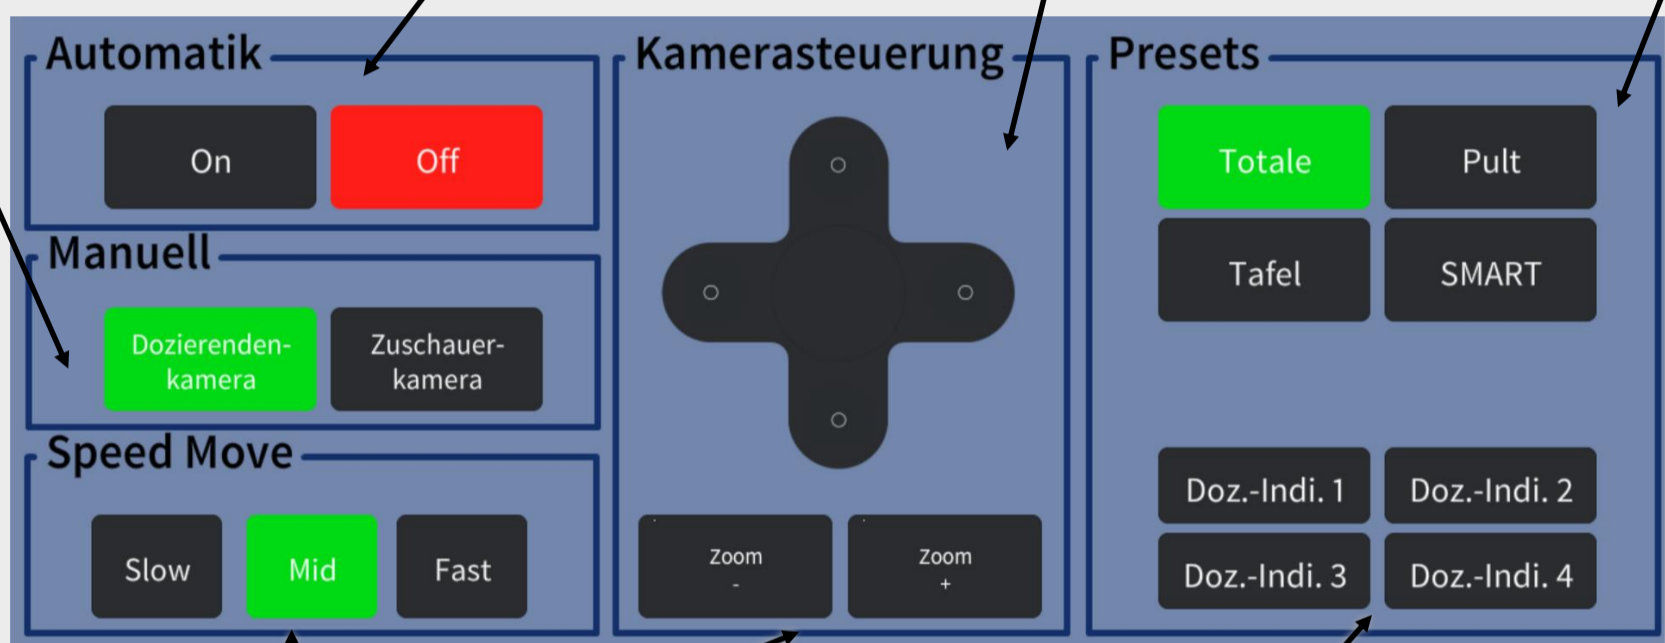 Automatik
On
Off
Manuell
Dozierenden-
kamera
Zuschauer-
kamera
Speed Move
Slow
Mid
Fast
Kamerasteuerung
Zoom
-
Zoom
+
Presets
Totale
Pult
Tafel
SMART
Doz.-Indi. 1
Doz.-Indi. 2
Doz.-Indi. 3
Doz.-Indi. 4